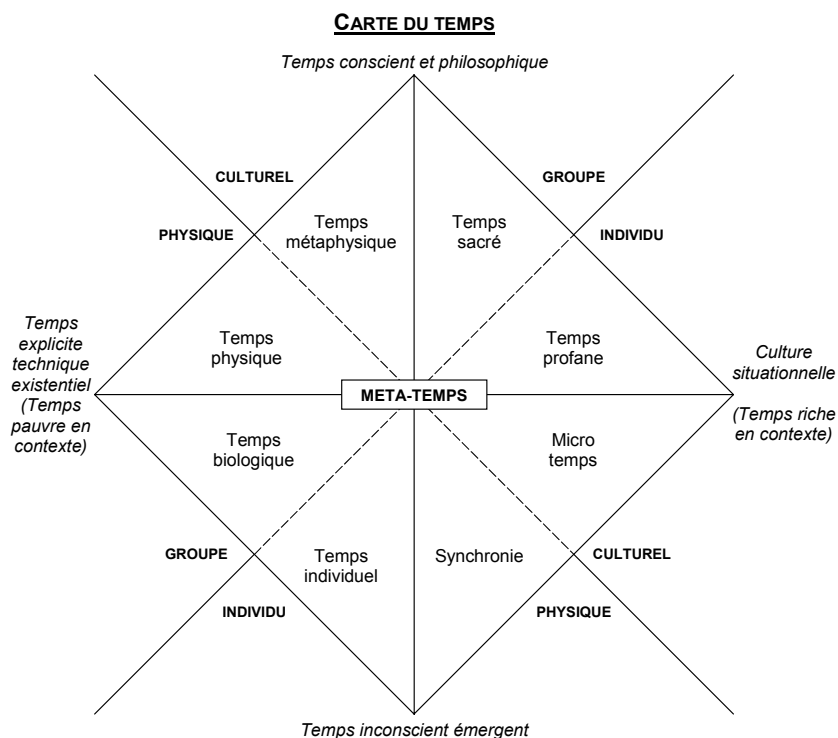 CARTE DU TEMPS
Temps conscient et philosophique
CULTUREL
GROUPE
PHYSIQUE
INDIVIDU
Temps
métaphysique
Temps
sacré
Temps
explicite
technique
existentiel
(Temps
pauvre en
contexte)
Temps
physique
Temps
profane
Culture
situationnelle
(Temps riche
en contexte)
META-TEMPS
Temps
biologique
Micro
temps
GROUPE
INDIVIDU
Temps
individuel
Synchronie
CULTUREL
PHYSIQUE
Temps inconscient émergent